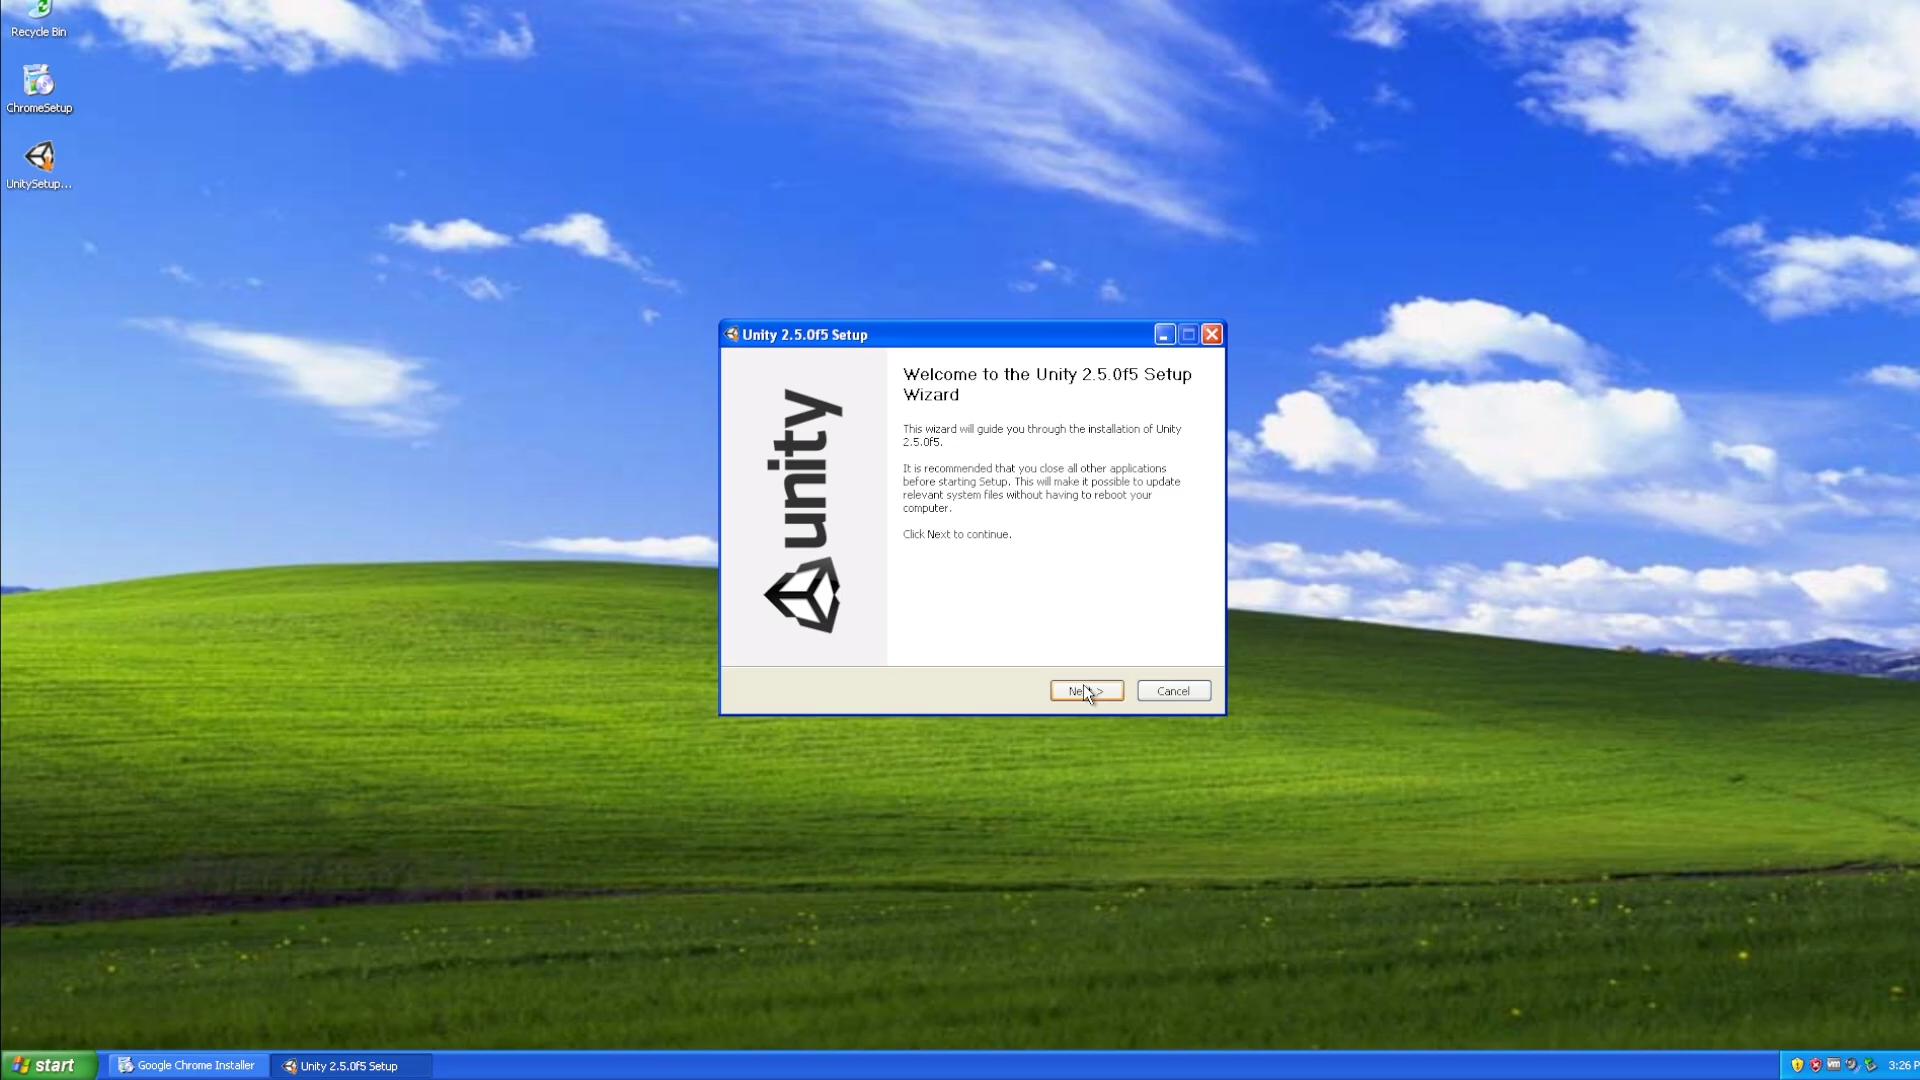 Recycle Bin
ChromeSetup
UnitySetup...
Unity 2.5.0f5 Setup
unity
Welcome to the Unity 2.5.0f5 Setup
Wizard
This wizard will guide you through the installation of Unity
2.5.0f5.
It is recommended that you close all other applications
before starting Setup. This will make it possible to update
relevant system files without having to reboot your
computer.
Click Next to continue.
Cancel
start
Google Chrome Installer
Unity 2.5.0f5 Setup
3:26 P